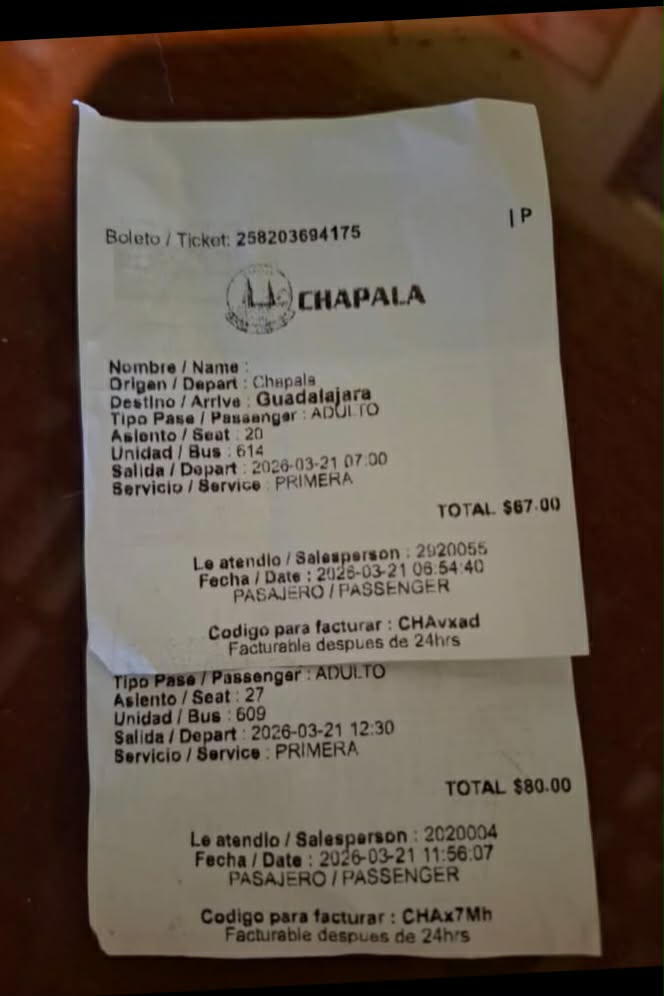 | P
Boleto / Ticket: 258203694175
CHAPALA
Nombre / Name :
Origen / Depart : Chapala
Destino / Arrive : Guadalajara
Tipo Pase / Passenger : ADULTO
Asiento / Seat : 20
Unidad / Bus : 614
Salida / Depart : 2026-03-21 07:00
Servicio / Service : PRIMERA
TOTAL $67.00
Le atendio / Salesperson : 2920055
Fecha / Date : 2026-03-21 06:54:40
PASAJERO / PASSENGER
Codigo para facturar : CHAvxad
Facturable despues de 24hrs
Tipo Pase / Passenger : ADULTO
Asiento / Seat : 27
Unidad / Bus : 609
Salida / Depart : 2026-03-21 12:30
Servicio / Service : PRIMERA
TOTAL $80.00
Le atendio / Salesperson : 2020004
Fecha / Date : 2026-03-21 11:56:07
PASAJERO / PASSENGER
Codigo para facturar : CHAx7Mh
Facturable despues de 24hrs